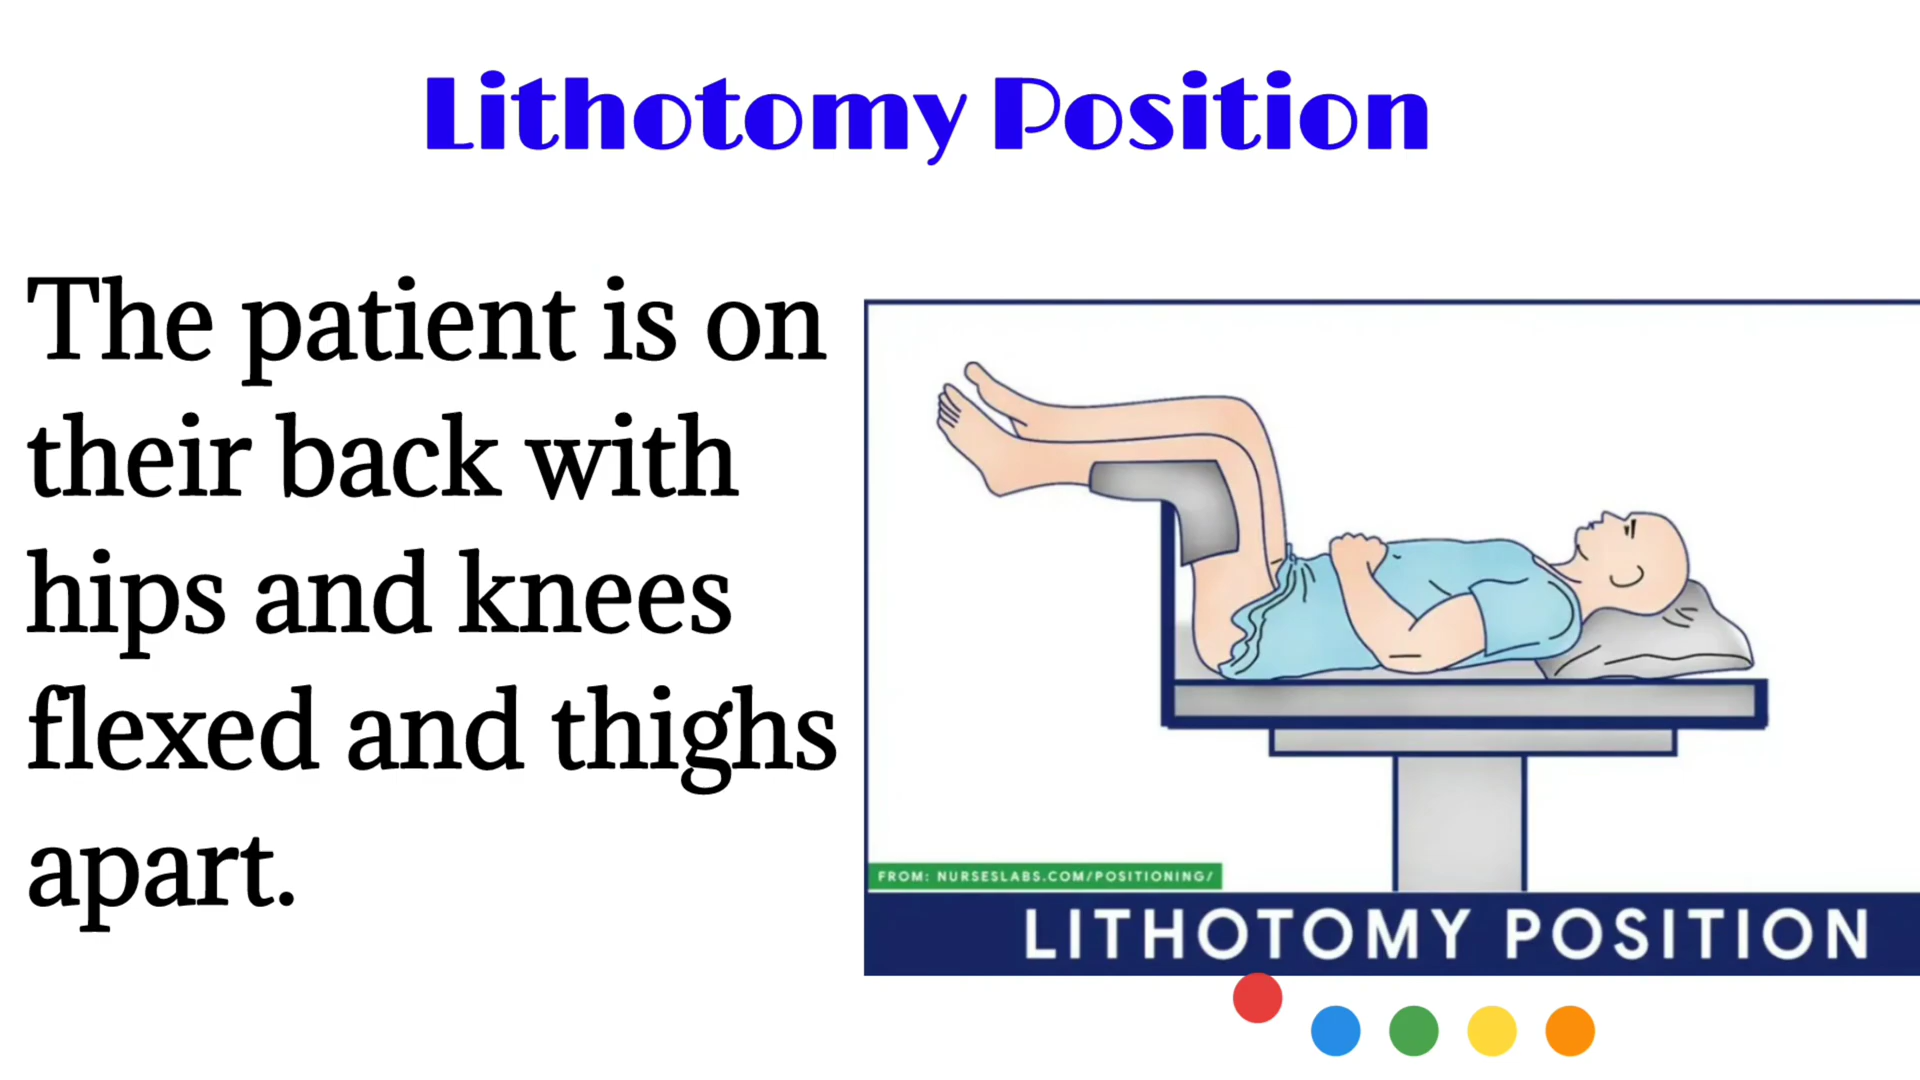 Lithotomy Position
The patient is on
their back with
hips and knees
flexed and thighs
apart.
FROM: NURSESLABS.COM/POSITIONING/
LITHOTOMY POSITION